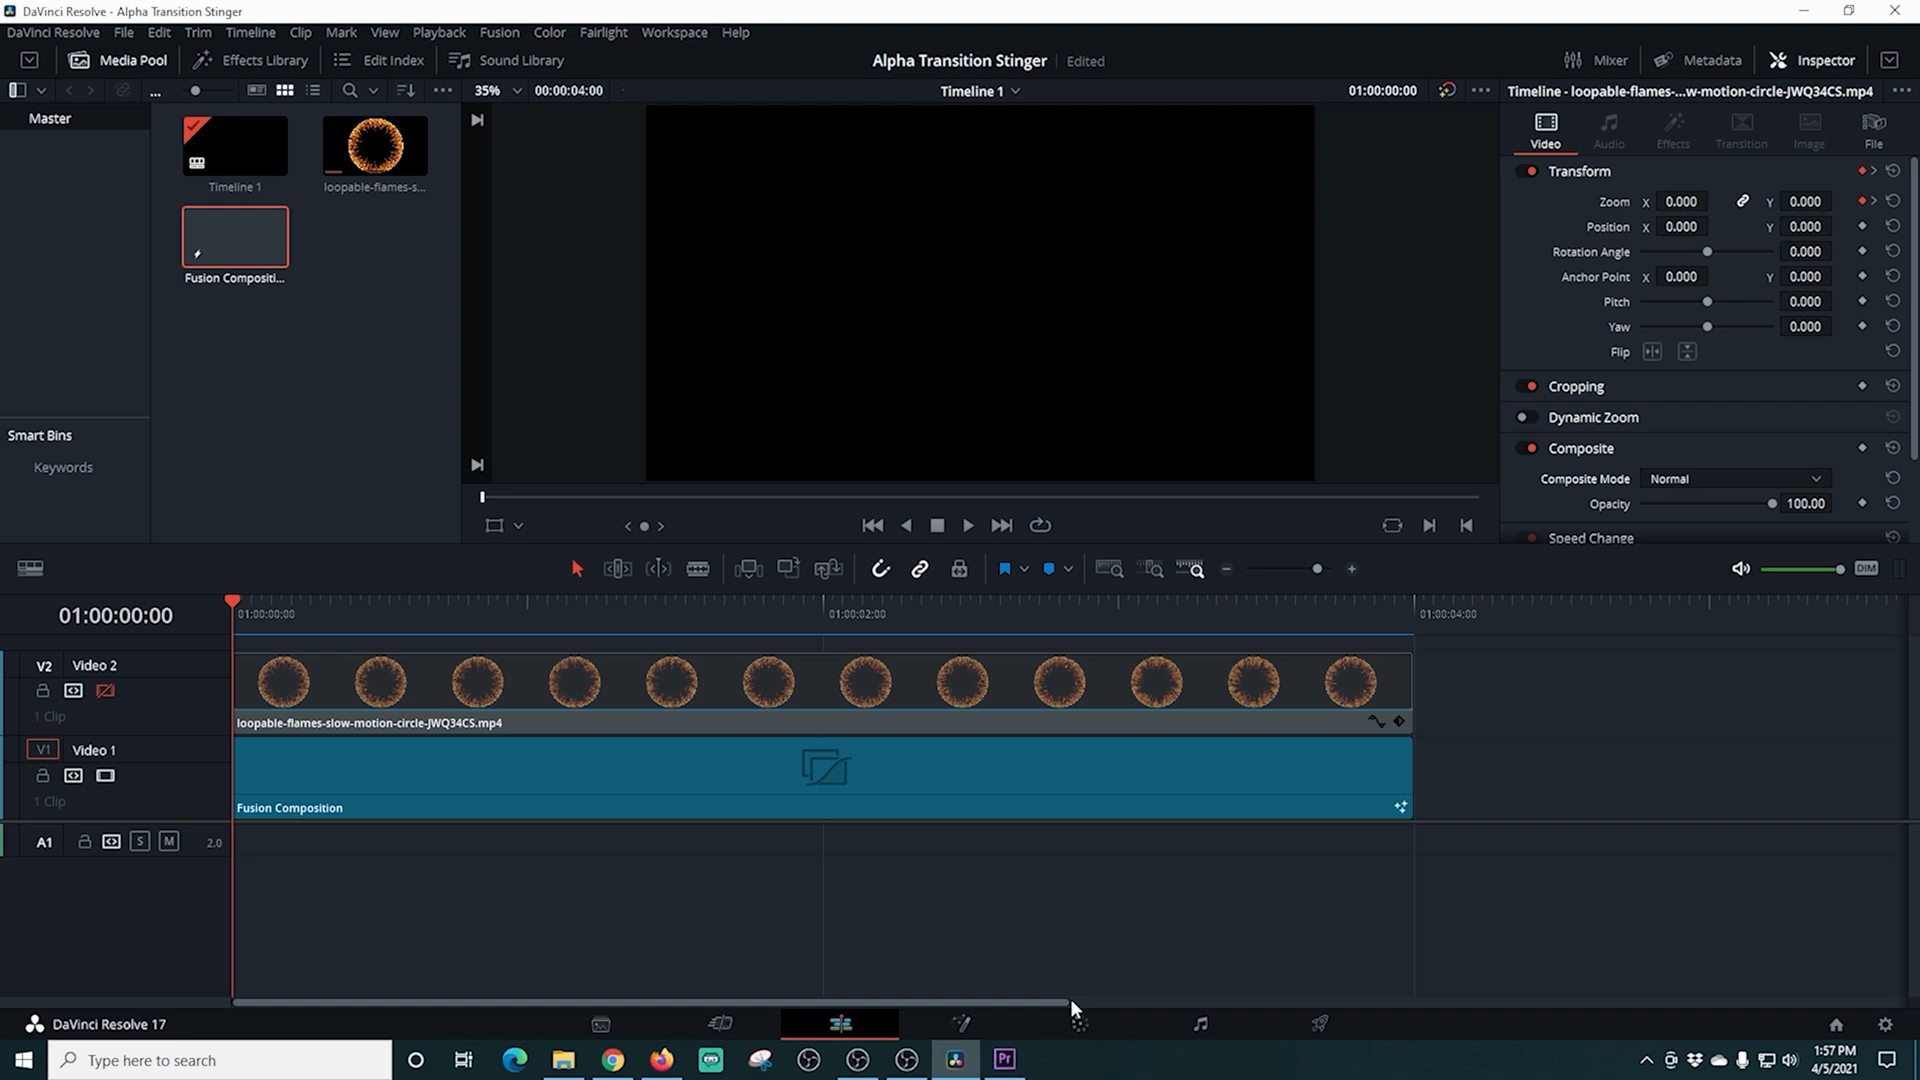 DaVinci Resolve - Alpha Transition Stinger
DaVinci Resolve File Edit Trim Timeline Clip Mark View Playback Fusion Color Fairlight Workspace Help
Media Pool Effects Library Edit Index Sound Library Alpha Transition Stinger Edited Mixer Metadata Inspector
... 35% 00:00:04:00 Timeline 1 01:00:00:00 Timeline - loopable-flames-...w-motion-circle-JWQ34CS.mp4
Master
Video Audio Effects Transition Image File
Timeline 1 loopable-flames-s...
Fusion Compositi...
Transform
Zoom X 0.000 Y 0.000
Position X 0.000 Y 0.000
Rotation Angle 0.000
Anchor Point X 0.000 Y 0.000
Pitch 0.000
Yaw 0.000
Flip
Cropping
Dynamic Zoom
Composite
Composite Mode Normal
Opacity 100.00
Speed Change
Smart Bins
Keywords
DIM
01:00:00:00 01:00:00:00 01:00:02:00 01:00:04:00
V2 Video 2
1 Clip
loopable-flames-slow-motion-circle-JWQ34CS.mp4
V1 Video 1
1 Clip
Fusion Composition
A1 S M 2.0
DaVinci Resolve 17
Type here to search
Pr
1:57 PM
4/5/2021